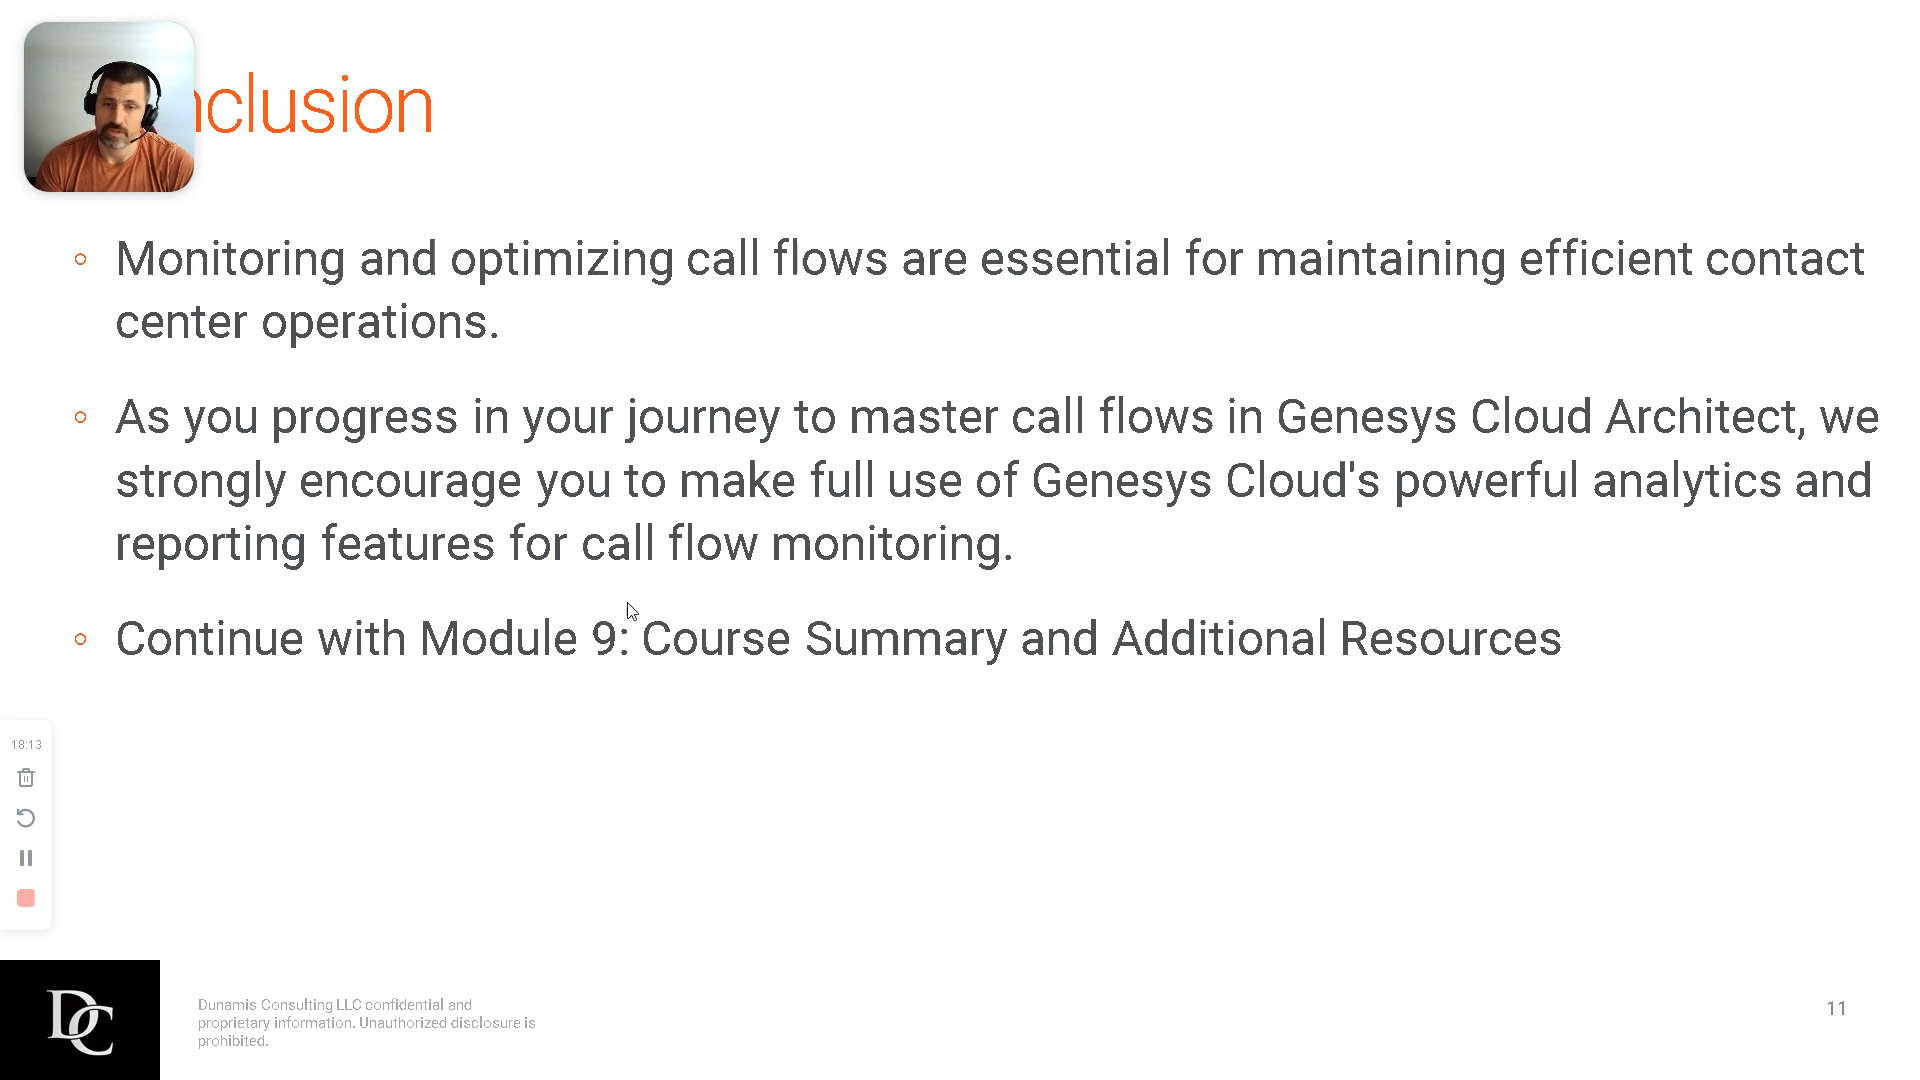 nclusion
Monitoring and optimizing call flows are essential for maintaining efficient contact
center operations.
As you progress in your journey to master call flows in Genesys Cloud Architect, we
strongly encourage you to make full use of Genesys Cloud's powerful analytics and
reporting features for call flow monitoring.
Continue with Module 9: Course Summary and Additional Resources
18:13
DC
Dunamis Consulting LLC confidential and
proprietary information. Unauthorized disclosure is
prohibited.
11